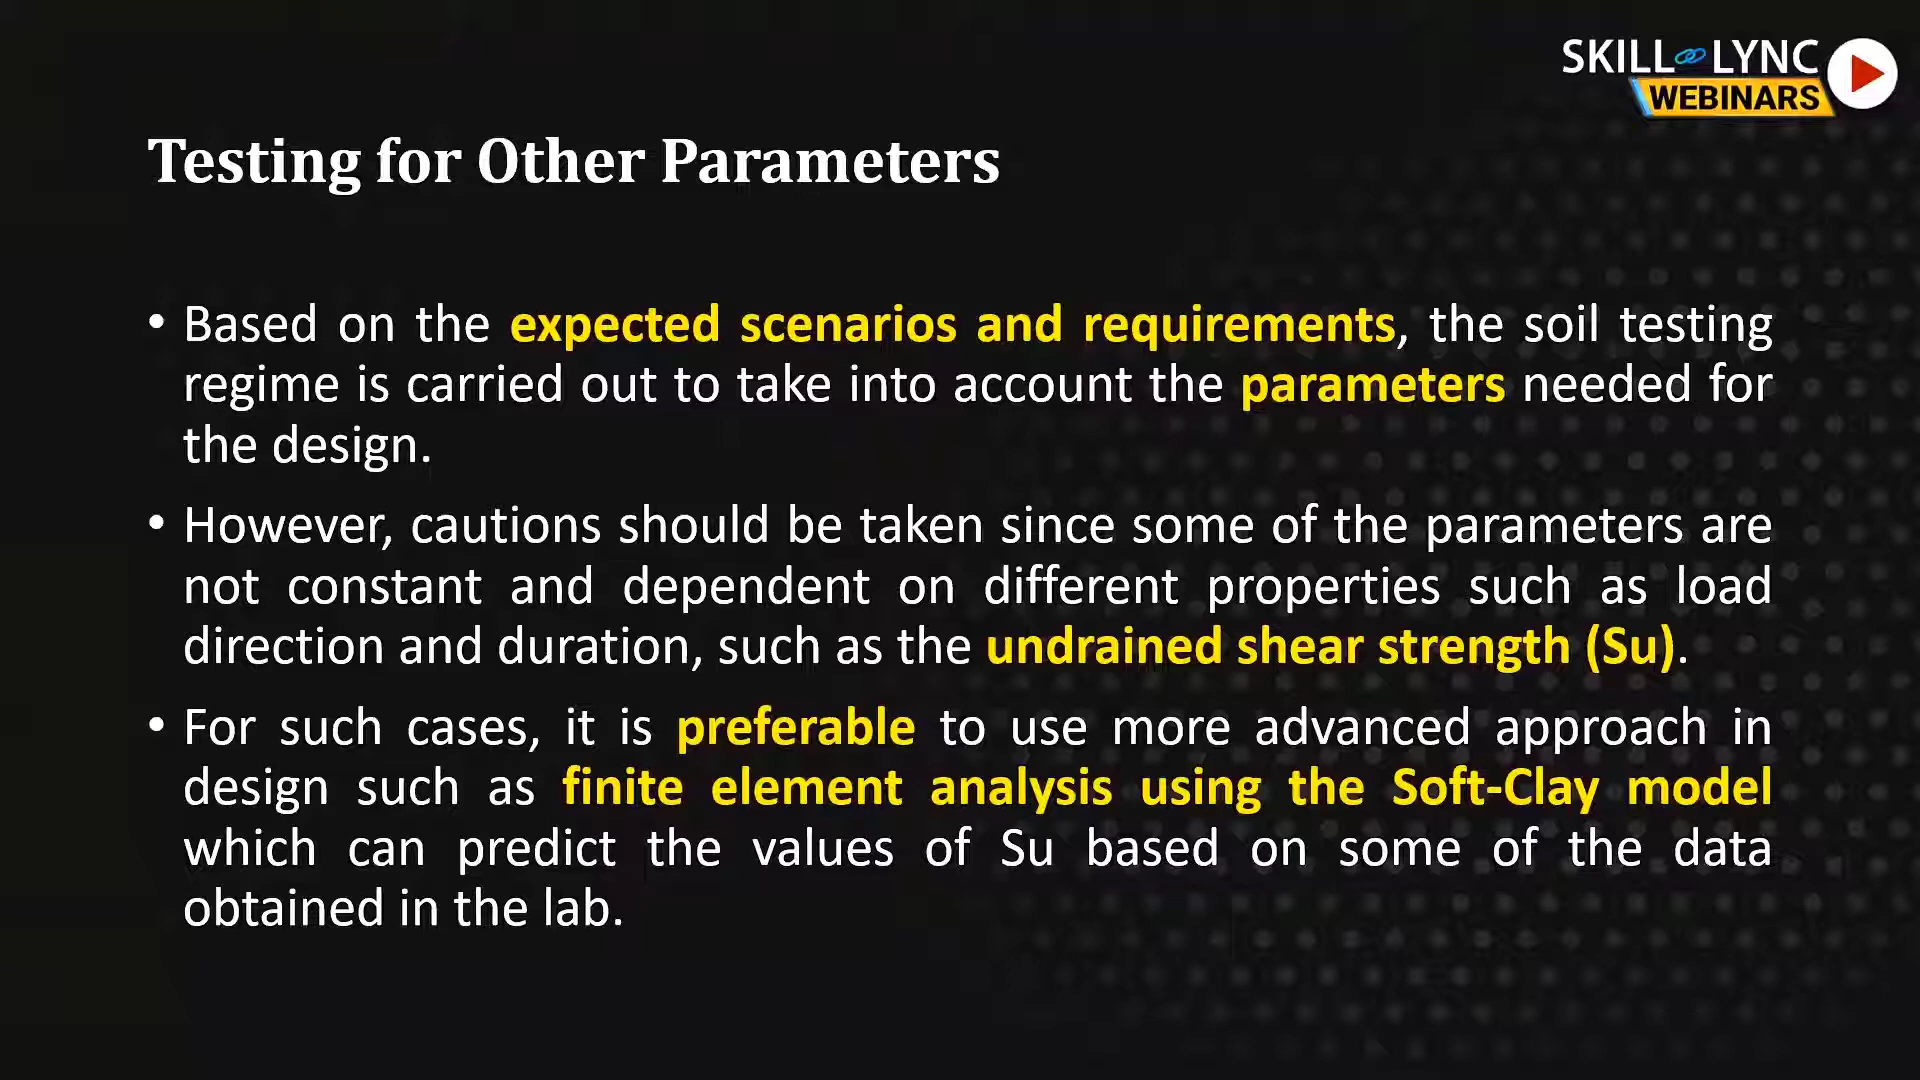 SKILL LYNC
WEBINARS
Testing for Other Parameters
• Based on the expected scenarios and requirements, the soil testing
regime is carried out to take into account the parameters needed for
the design.
• However, cautions should be taken since some of the parameters are
not constant and dependent on different properties such as load
direction and duration, such as the undrained shear strength (Su).
• For such cases, it is preferable to use more advanced approach in
design such as finite element analysis using the Soft-Clay model
which can predict the values of Su based on some of the data
obtained in the lab.